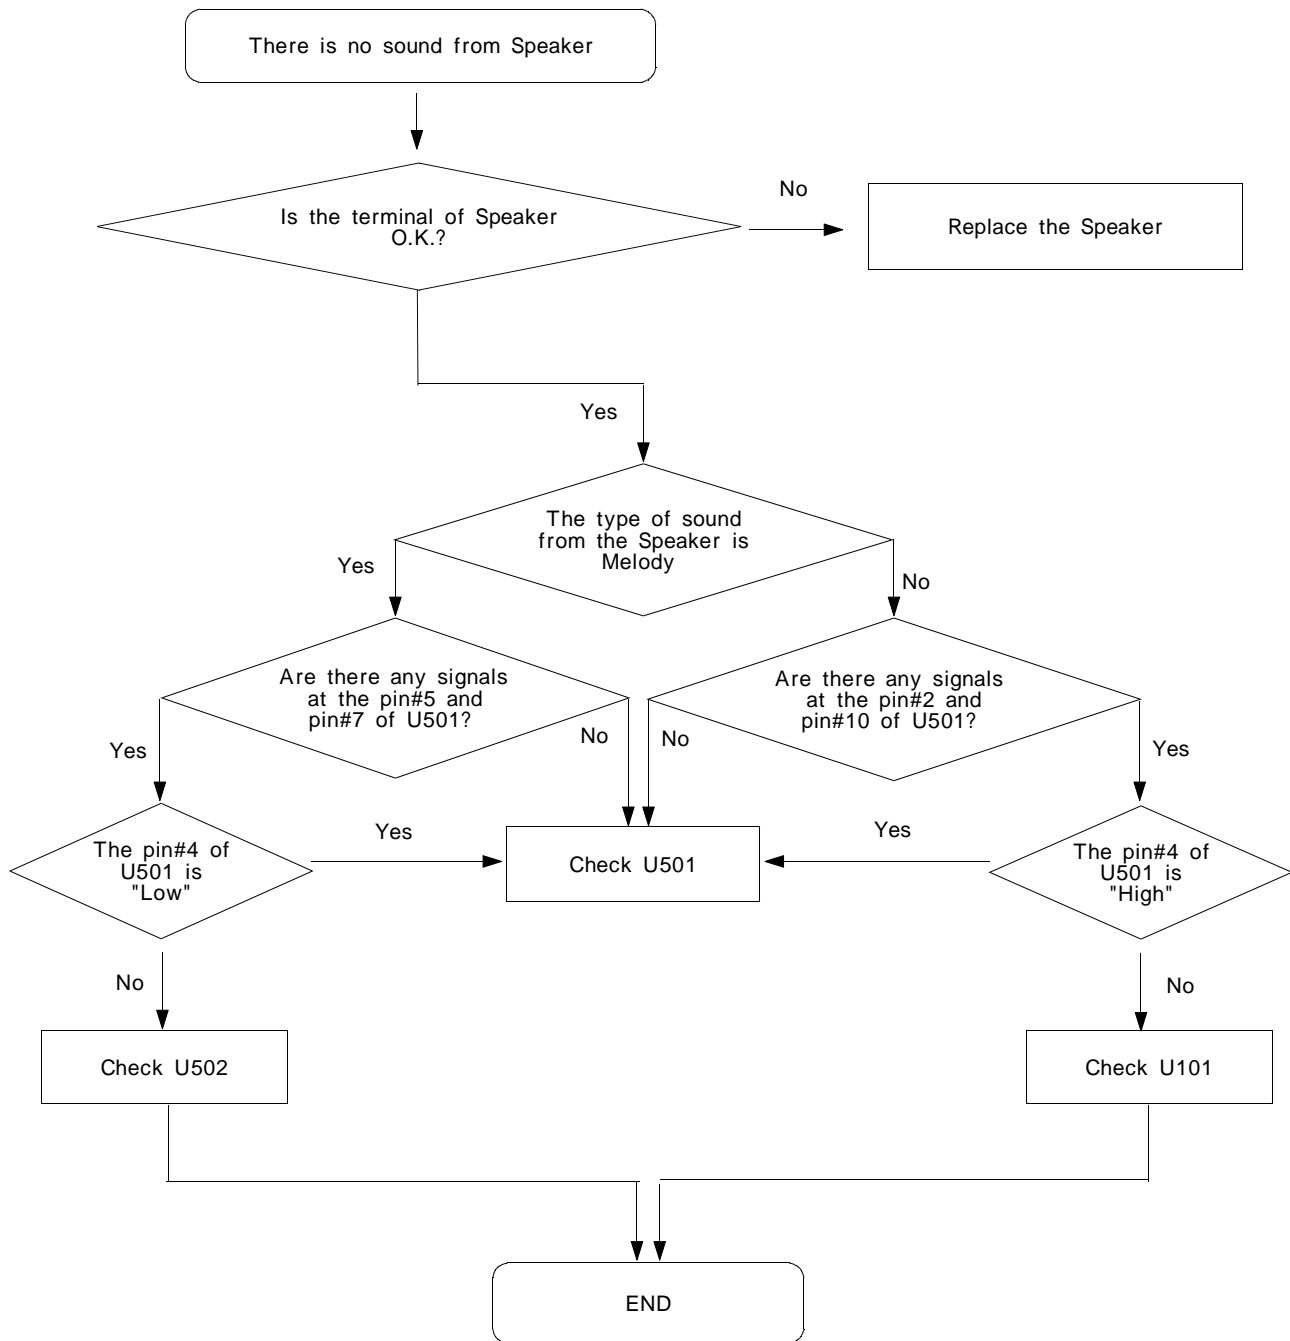 There is no sound from Speaker
Is the terminal of Speaker
O.K.?
No
Replace the Speaker
Yes
The type of sound
from the Speaker is
Melody
Yes
No
Are there any signals
at the pin#5 and
pin#7 of U501?
Are there any signals
at the pin#2 and
pin#10 of U501?
Yes
No
No
Yes
The pin#4 of
U501 is
"Low"
Yes
Check U501
Yes
The pin#4 of
U501 is
"High"
No
No
Check U502
Check U101
END